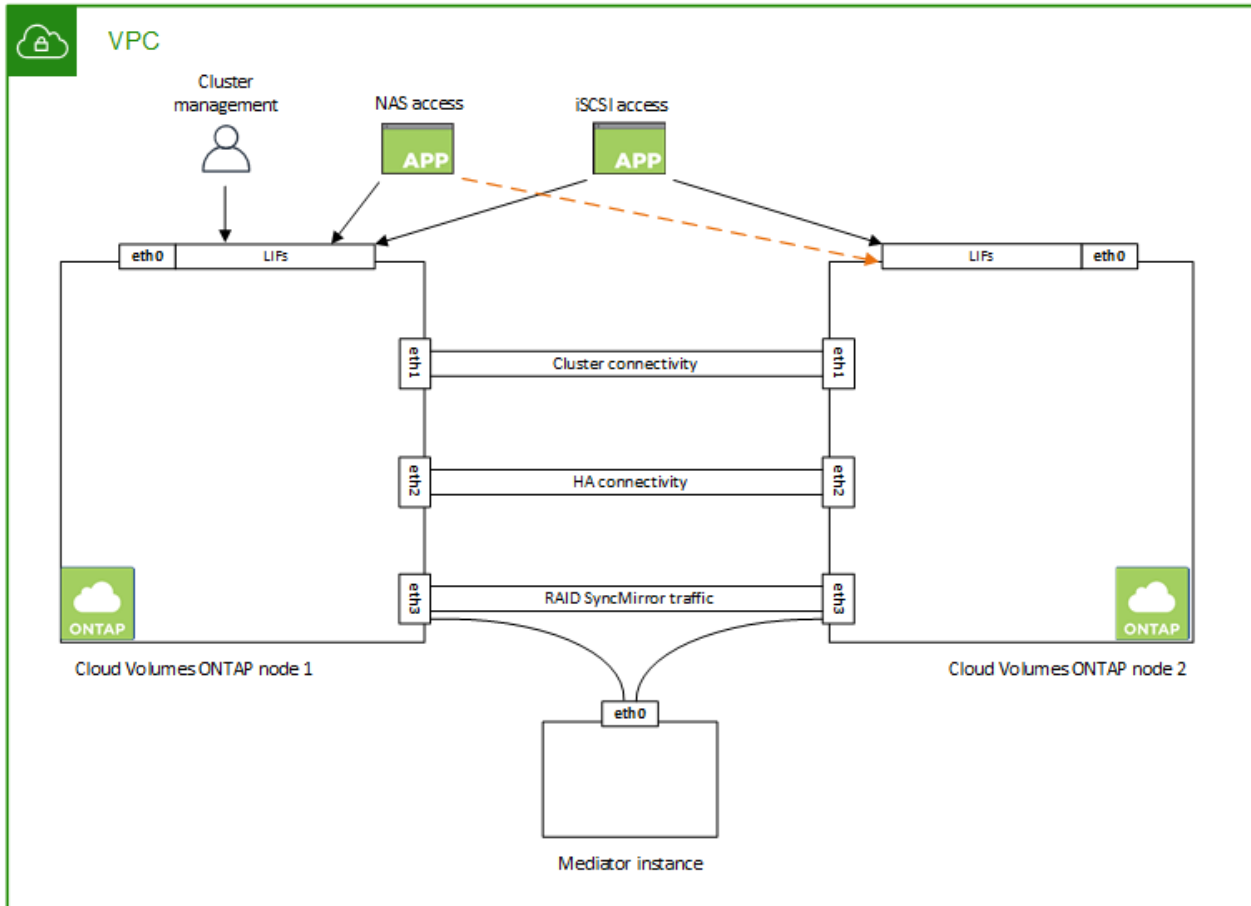 VPC
Cluster
management
NAS access
iSCSI access
APP
APP
eth0
LIFs
LIFs
eth0
eth1
Cluster connectivity
eth1
eth2
HA connectivity
eth2
eth3
RAID SyncMirror traffic
eth3
ONTAP
ONTAP
Cloud Volumes ONTAP node 1
Cloud Volumes ONTAP node 2
eth0
Mediator instance